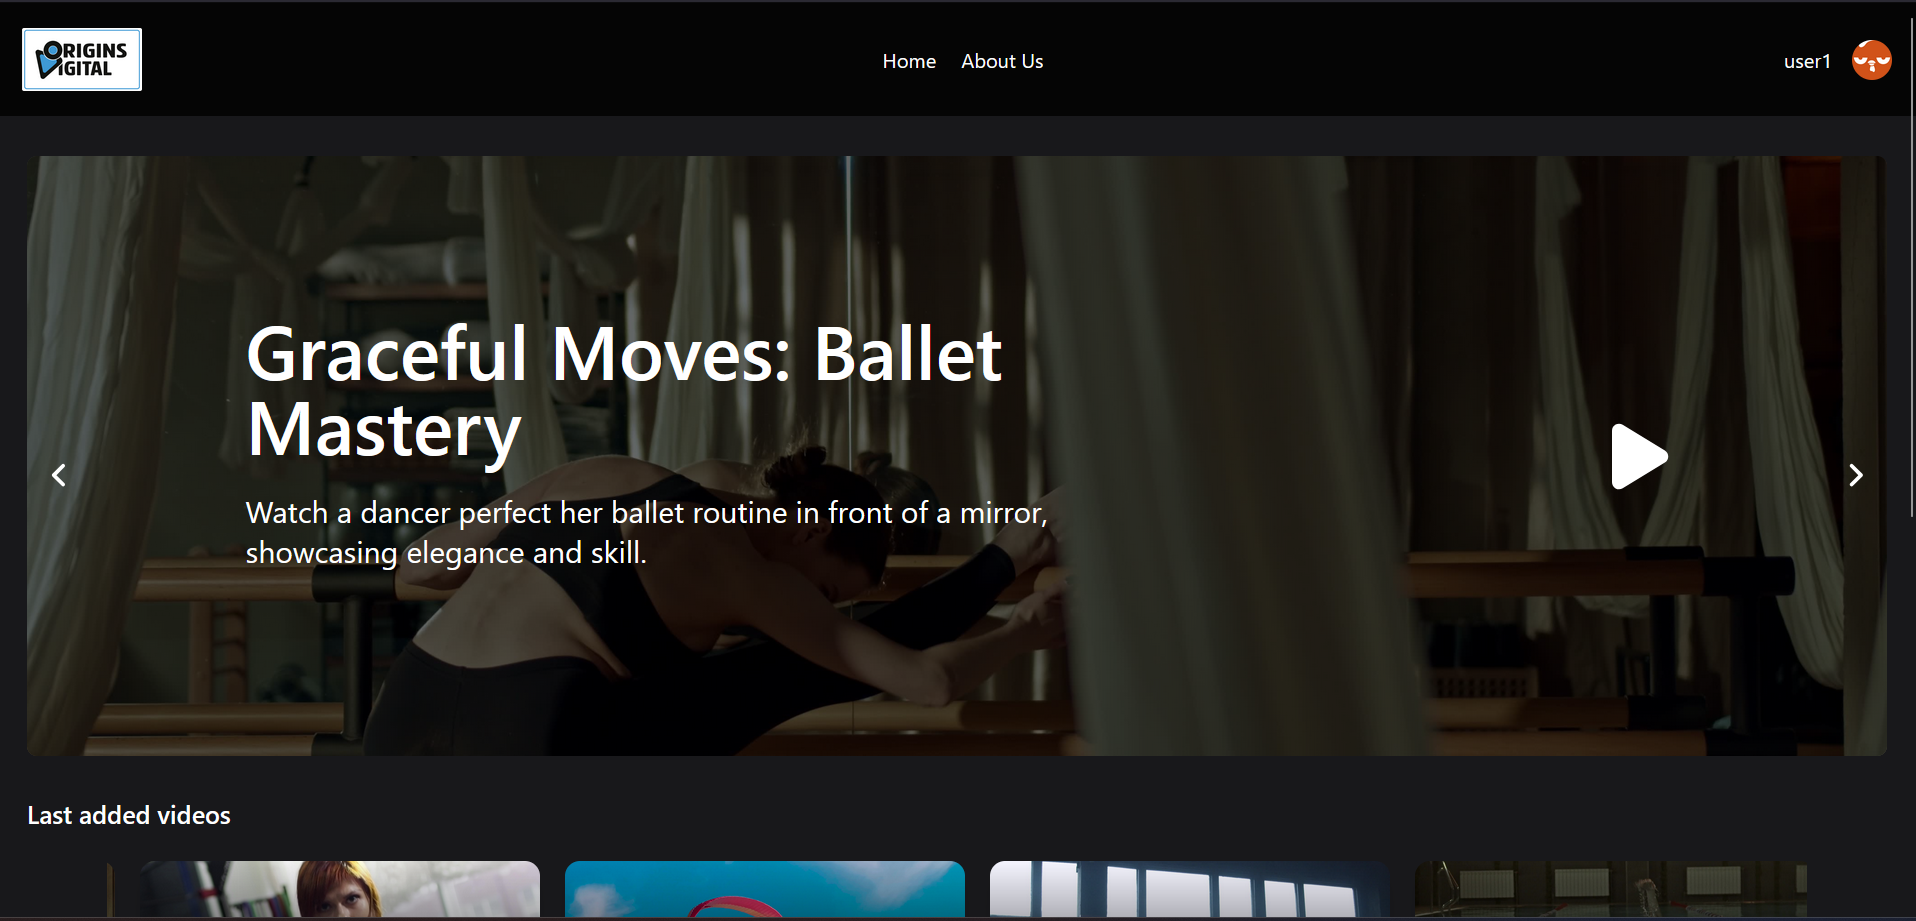 ORIGINS
DIGITAL
Home
About Us
user1
Graceful Moves: Ballet
Mastery
Watch a dancer perfect her ballet routine in front of a mirror,
showcasing elegance and skill.
Last added videos